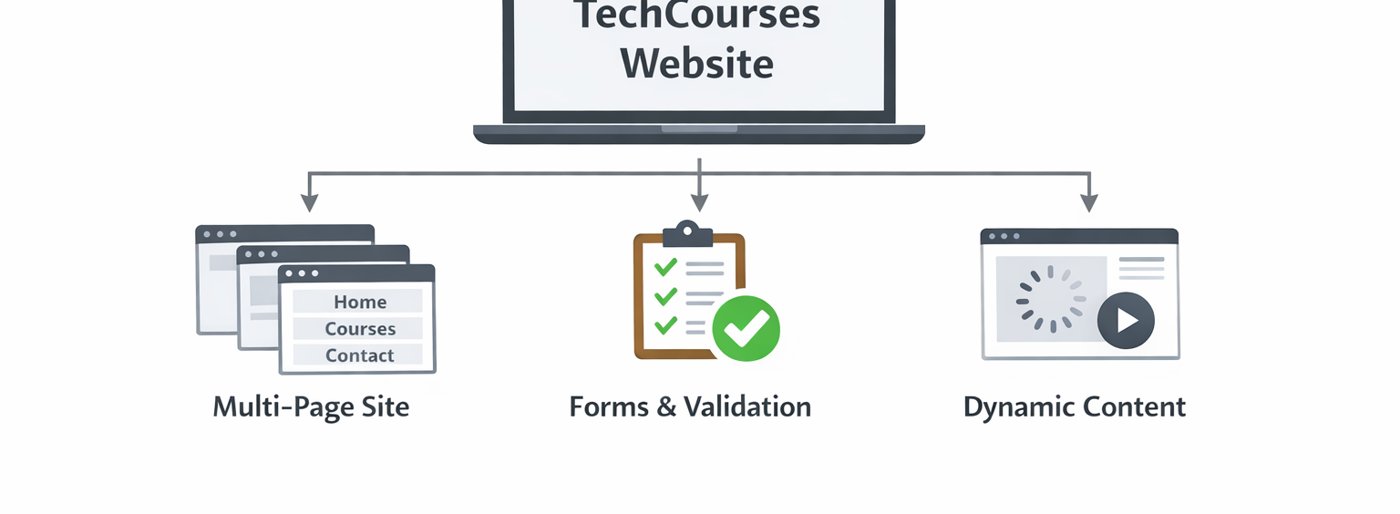 TechCourses
Website
Home
Courses
Contact
Multi-Page Site
Forms & Validation
Dynamic Content